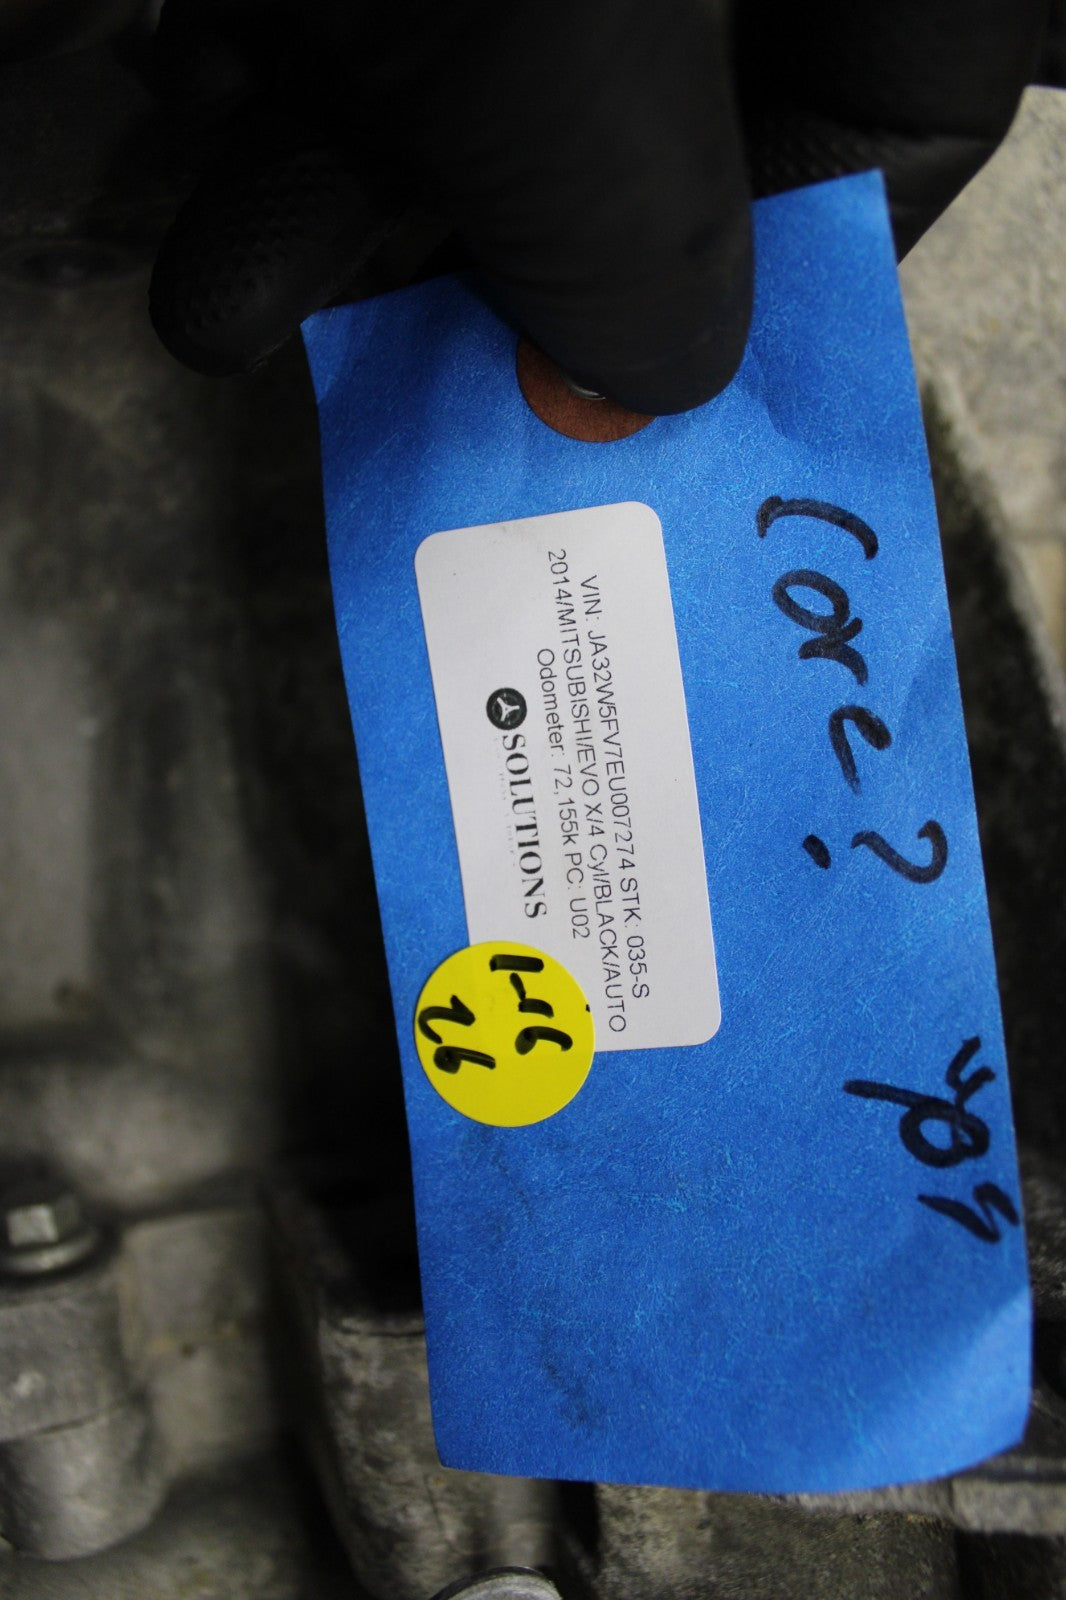 Core? yes
VIN: JA32W5FV7EU007274 STK: 035-S
2014/MITSUBISHI/EVO X/4 Cyl/BLACK/AUTO
Odometer: 72,155k PC: U02
SOLUTIONS
1-16
26